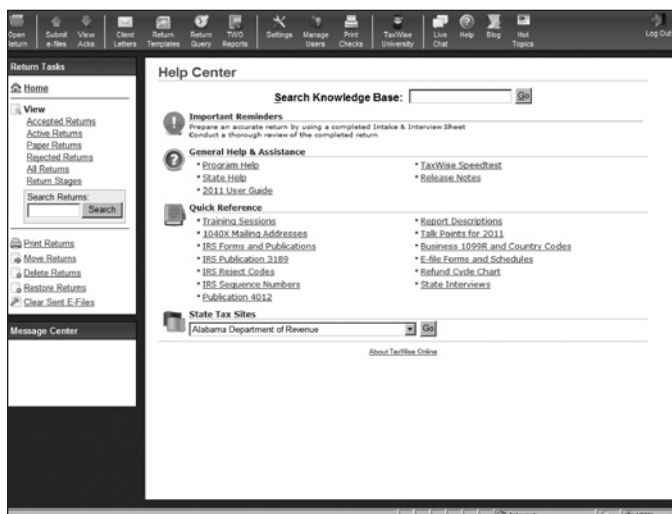 Open Return
Submit e-files
View Acks
Client Letters
Return Templates
Return Query
TWO Reports
Settings
Manage Users
Print Checks
TaxWise University
Live Chat
Help
Blog
Hot Topics
Log Out
Return Tasks
Home
View
Accepted Returns
Active Returns
Paper Returns
Rejected Returns
All Returns
Return Stages
Search Returns:
Search
Print Returns
Move Returns
Delete Returns
Restore Returns
Clear Sent E-Files
Message Center
Help Center
Search Knowledge Base: Go
Important Reminders
Prepare an accurate return by using a completed Intake & Interview Sheet
Conduct a thorough review of the completed return
General Help & Assistance
• Program Help
• State Help
• 2011 User Guide
• TaxWise Speedtest
• Release Notes
Quick Reference
• Training Sessions
• 1040X Mailing Addresses
• IRS Forms and Publications
• IRS Publication 3189
• IRS Reject Codes
• IRS Sequence Numbers
• Publication 4012
• Report Descriptions
• Talk Points for 2011
• Business 1099R and Country Codes
• E-file Forms and Schedules
• Refund Cycle Chart
• State Interviews
State Tax Sites
Alabama Department of Revenue Go
About TaxWise Online